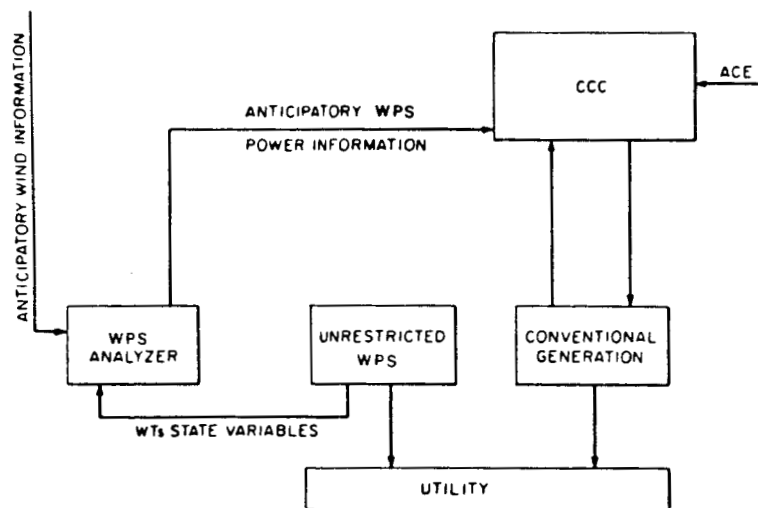 ANTICIPATORY WIND INFORMATION
CCC
ACE
ANTICIPATORY WPS
POWER INFORMATION
WPS
ANALYZER
UNRESTRICTED
WPS
CONVENTIONAL
GENERATION
WTs STATE VARIABLES
UTILITY